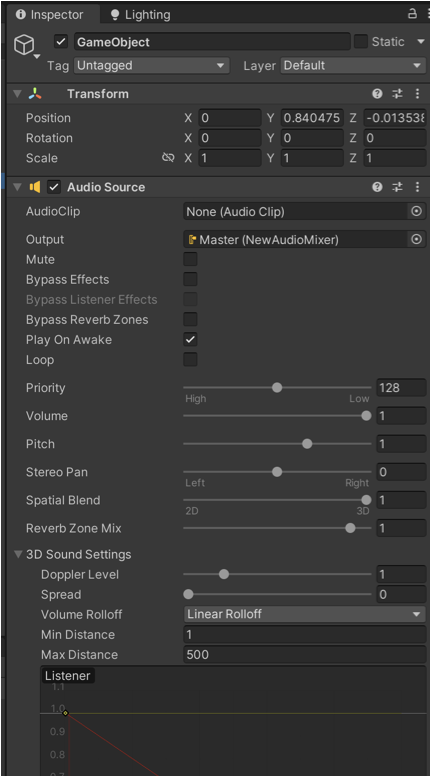 Inspector Lighting
GameObject Static
Tag Untagged Layer Default
Transform
Position X 0 Y 0.840475 Z -0.013538
Rotation X 0 Y 0 Z 0
Scale X 1 Y 1 Z 1
Audio Source
AudioClip None (Audio Clip)
Output Master (NewAudioMixer)
Mute
Bypass Effects
Bypass Listener Effects
Bypass Reverb Zones
Play On Awake
Loop
Priority 128
High Low
Volume 1
Pitch 1
Stereo Pan 0
Left Right
Spatial Blend 1
2D 3D
Reverb Zone Mix 1
3D Sound Settings
Doppler Level 1
Spread 0
Volume Rolloff Linear Rolloff
Min Distance 1
Max Distance 500
Listener
1.1
1.0
0.9
0.8
0.7